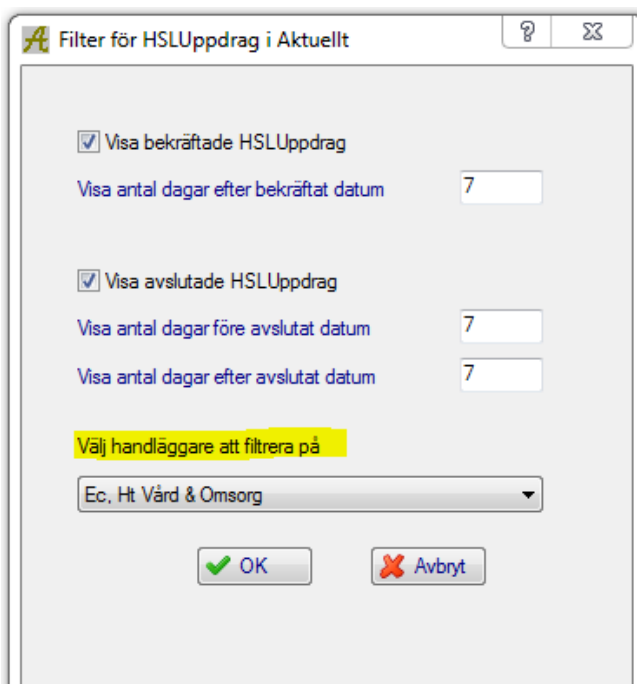 Filter för HSLUppdrag i Aktuellt
Visa bekräftade HSLUppdrag
Visa antal dagar efter bekräftat datum 7
Visa avslutade HSLUppdrag
Visa antal dagar före avslutat datum 7
Visa antal dagar efter avslutat datum 7
Välj handläggare att filtrera på
Ec, Ht Vård & Omsorg
OK Avbryt